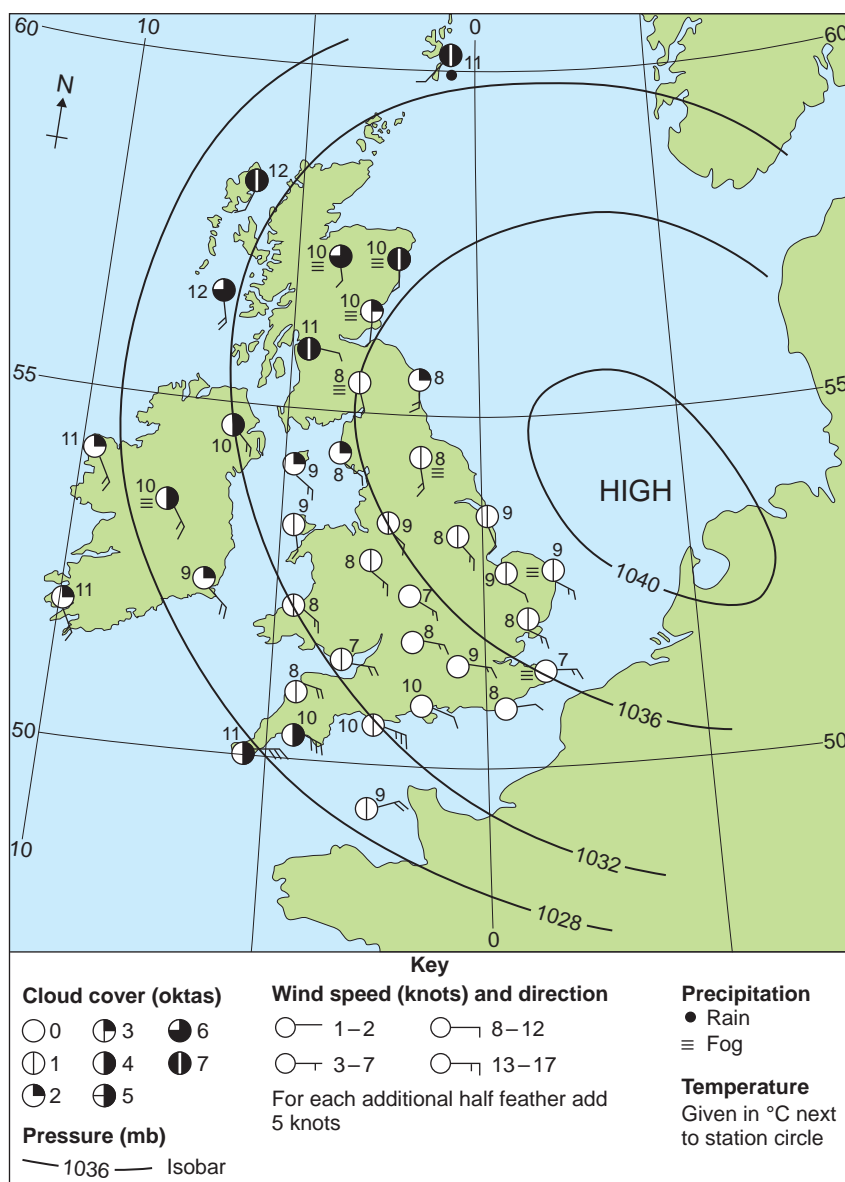 60 10 0 60
N
11
12
10 10
12
10
11
8 8
55 55
11 10
9 8 8
10
9 9
8 9
9 8 7 9 9
11
8 8
7 8 9 7
8
10 8
11 10 10
50 50
9
10
0
HIGH
1040
1036
1032
1028
Key
Cloud cover (oktas)
0 3 6
1 4 7
2 5
Pressure (mb)
1036 Isobar
Wind speed (knots) and direction
1–2 8–12
3–7 13–17
For each additional half feather add
5 knots
Precipitation
Rain
Fog
Temperature
Given in °C next
to station circle